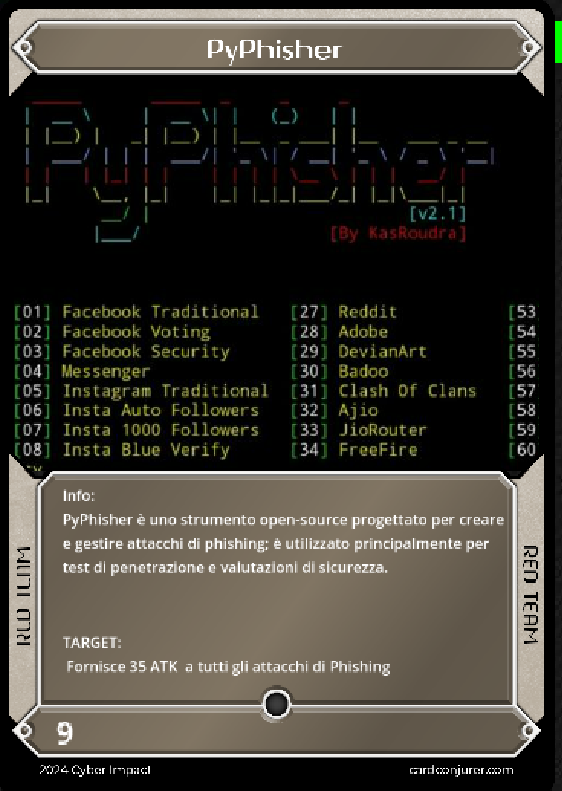 PyPhisher
PyPhisher
[v2.1]
[By KasRoudra]
[01] Facebook Traditional [27] Reddit [53
[02] Facebook Voting [28] Adobe [54
[03] Facebook Security [29] DevianArt [55
[04] Messenger [30] Badoo [56
[05] Instagram Traditional [31] Clash Of Clans [57
[06] Insta Auto Followers [32] Ajio [58
[07] Insta 1000 Followers [33] JioRouter [59
[08] Insta Blue Verify [34] FreeFire [60
Info:
PyPhisher è uno strumento open-source progettato per creare
e gestire attacchi di phishing; è utilizzato principalmente per
test di penetrazione e valutazioni di sicurezza.
RED TEAM
RED TEAM
TARGET:
Fornisce 35 ATK a tutti gli attacchi di Phishing
9
2024 Cyber Impact
cardconjurer.com